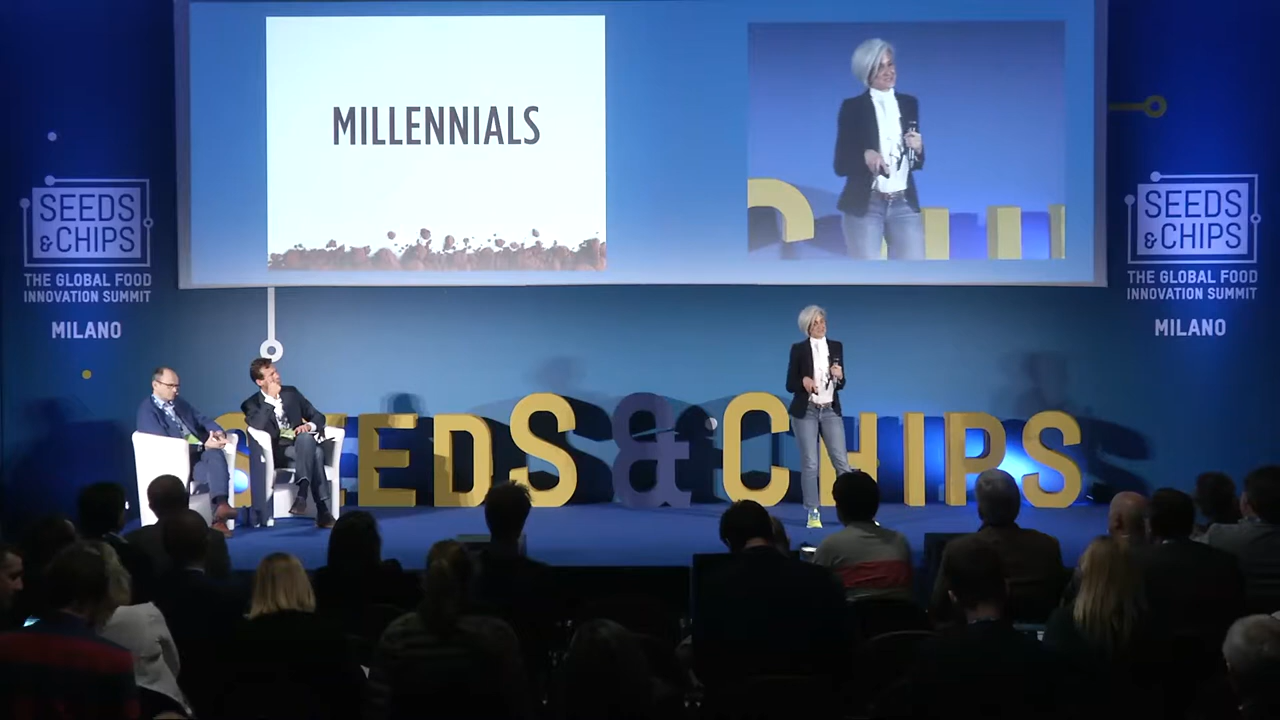 MILLENNIALS
SEEDS
&CHIPS
THE GLOBAL FOOD
INNOVATION SUMMIT
MILANO
SEEDS
&CHIPS
THE GLOBAL FOOD
INNOVATION SUMMIT
MILANO
SEEDS&CHIPS